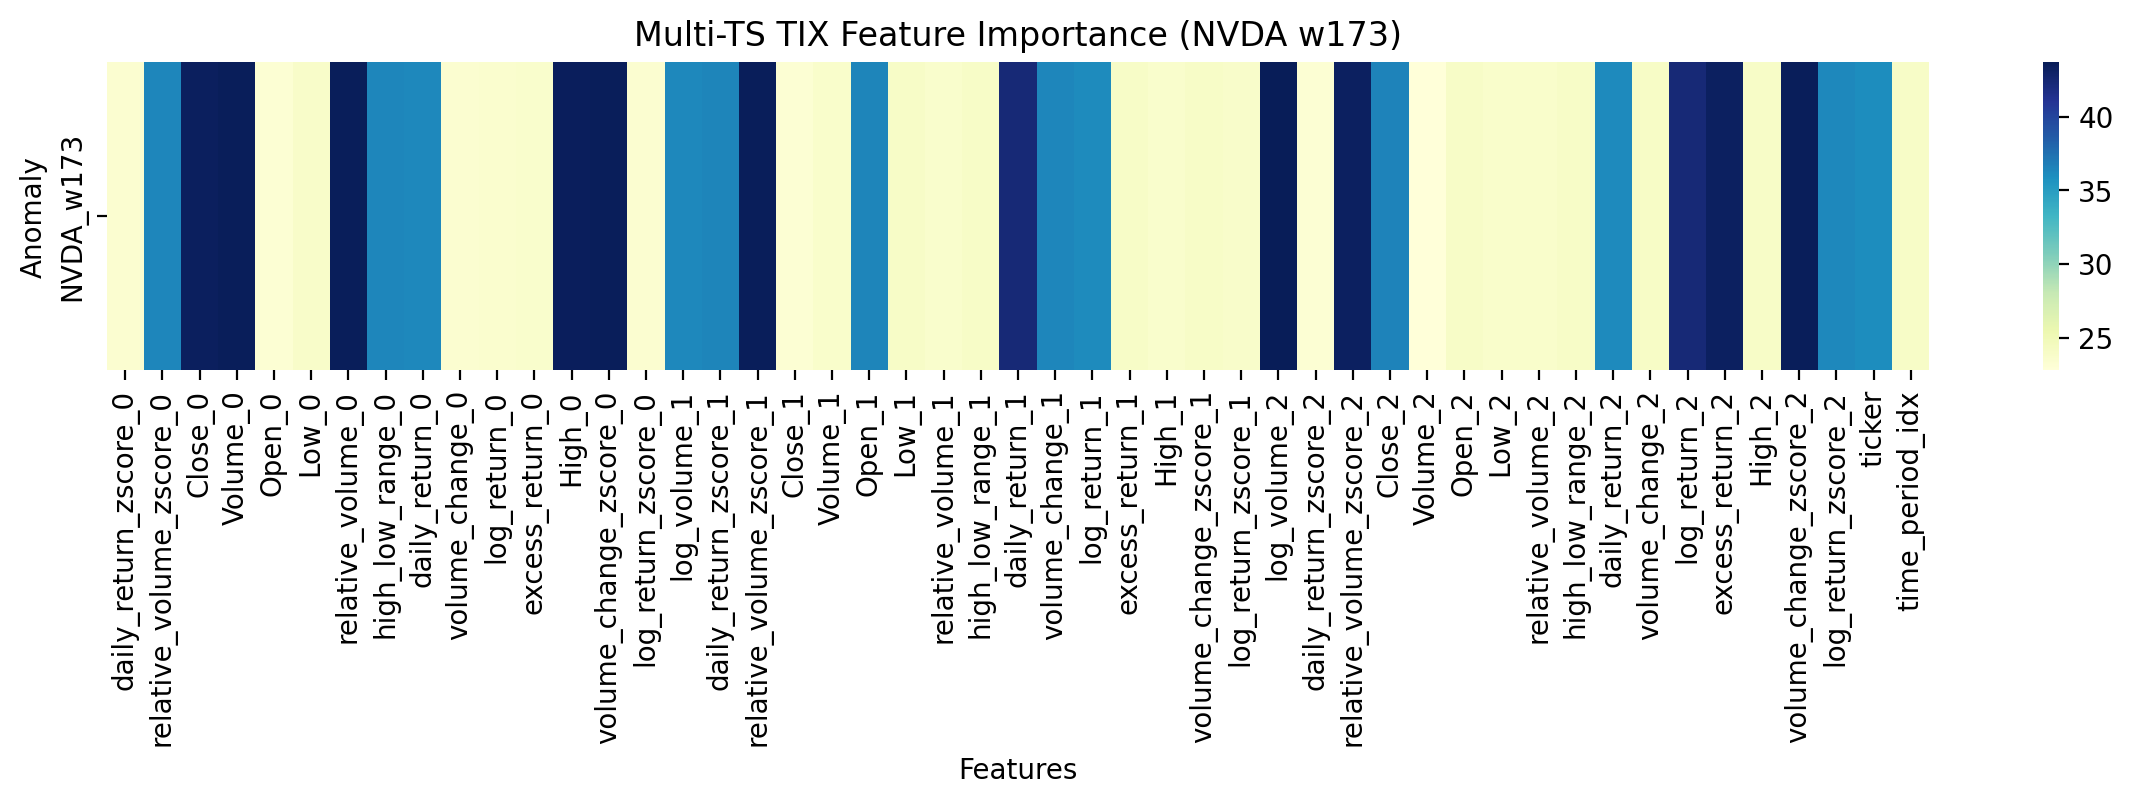 Multi-TS TIX Feature Importance (NVDA w173)
Anomaly
NVDA_w173
40
35
30
25
daily_return_zscore_0
relative_volume_zscore_0
Close_0
Volume_0
Open_0
Low_0
relative_volume_0
high_low_range_0
daily_return_0
volume_change_0
log_return_0
excess_return_0
High_0
volume_change_zscore_0
log_return_zscore_0
log_volume_1
daily_return_zscore_1
relative_volume_zscore_1
Close_1
Volume_1
Open_1
Low_1
relative_volume_1
high_low_range_1
daily_return_1
volume_change_1
log_return_1
excess_return_1
High_1
volume_change_zscore_1
log_return_zscore_1
log_volume_2
daily_return_zscore_2
relative_volume_zscore_2
Close_2
Volume_2
Open_2
Low_2
relative_volume_2
high_low_range_2
daily_return_2
volume_change_2
log_return_2
excess_return_2
High_2
volume_change_zscore_2
log_return_zscore_2
ticker
time_period_idx
Features